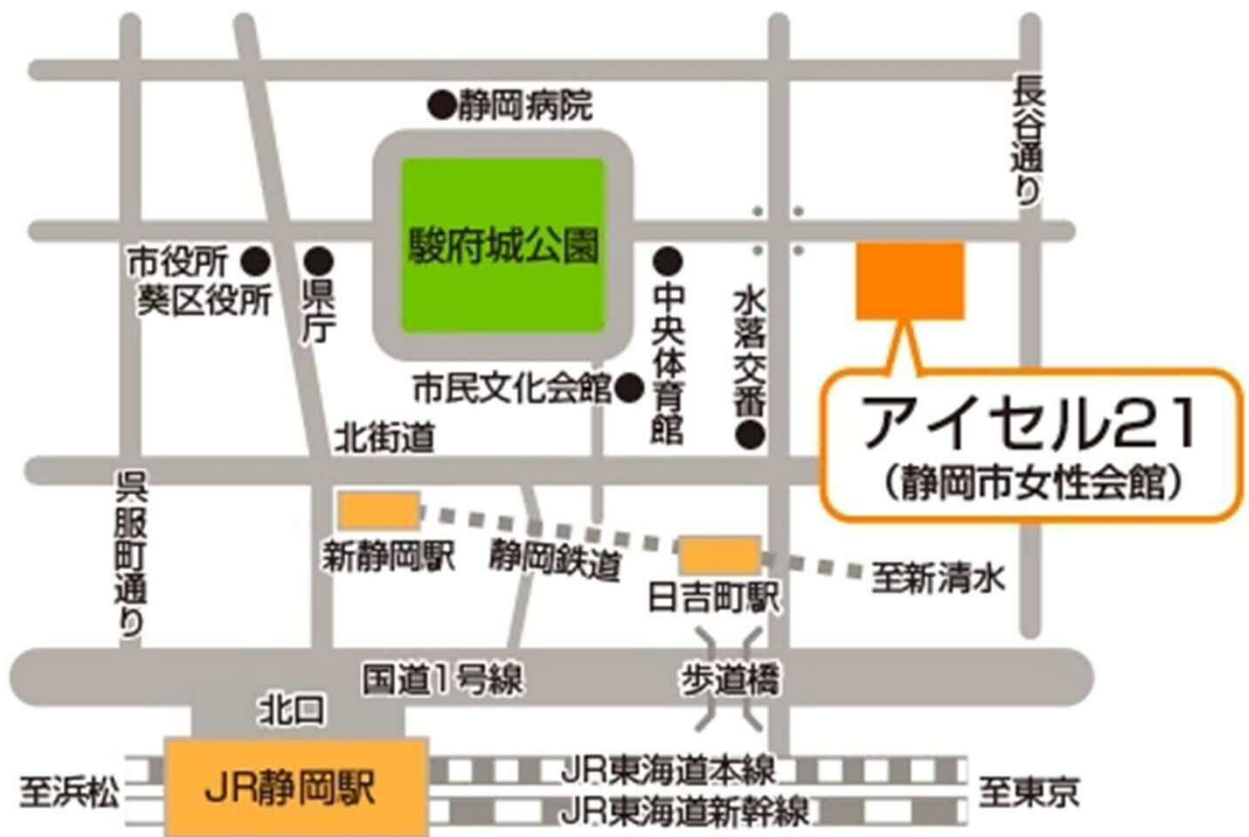 静岡病院
長谷通り
駿府城公園
市役所
葵区役所
県庁
中央体育館
水落交番
市民文化会館
アイセル21
(静岡市女性会館)
北街道
呉服町通り
新静岡駅
静岡鉄道
日吉町駅
至新清水
国道1号線
歩道橋
北口
JR静岡駅
至浜松
JR東海道本線
JR東海道新幹線
至東京